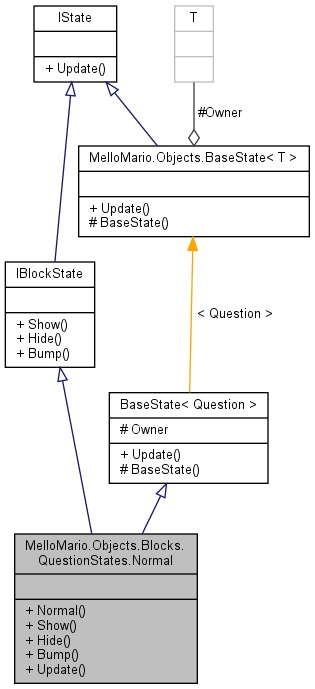 IState
+ Update()
T
#Owner
MelloMario.Objects.BaseState< T >
+ Update()
# BaseState()
IBlockState
+ Show()
+ Hide()
+ Bump()
< Question >
BaseState< Question >
# Owner
+ Update()
# BaseState()
MelloMario.Objects.Blocks.
QuestionStates.Normal
+ Normal()
+ Show()
+ Hide()
+ Bump()
+ Update()